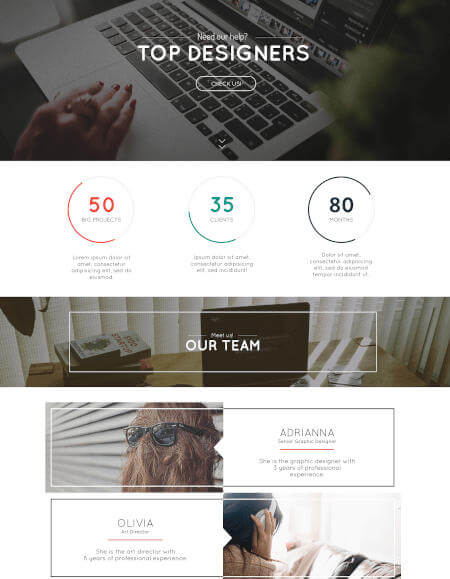 Need our help?
TOP DESIGNERS
CHECK US!
50
BIG PROJECTS
Lorem ipsum dolor sit
amet, consectetur
adipiscing elit, sed do
eiusmod.
35
CLIENTS
Ipsum dolor sit amet,
consectetur adipiscing
elit, sed incididunt!
80
MONTHS
Dolor sit amet,
consectetur adipiscing
elit, sed do eiusmod
tempor incididunt ut.
Meet us!
OUR TEAM
ADRIANNA
Senior Graphic Designer
She is the graphic designer with
3 years of professional
experience.
OLIVIA
Art Director
She is the art director with
6 years of professional experience.